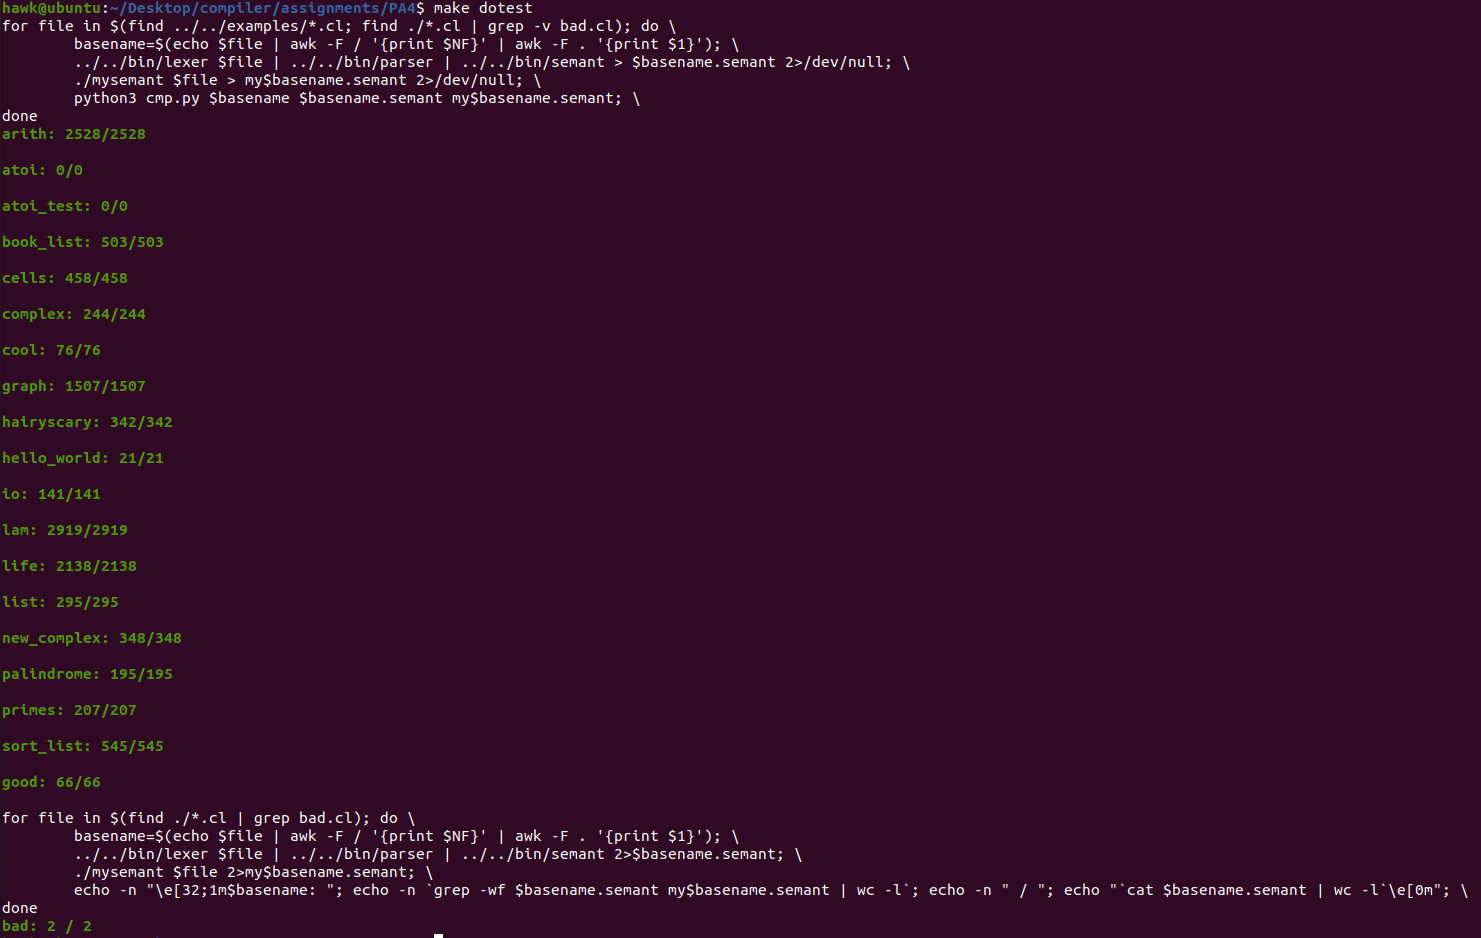 hawk@ubuntu:~/Desktop/compiler/assignments/PA4$ make dotest
for file in $(find ../../examples/*.cl; find ./*.cl | grep -v bad.cl); do \
        basename=$(echo $file | awk -F / '{print $NF}' | awk -F . '{print $1}'); \
        ../../bin/lexer $file | ../../bin/parser | ../../bin/semant > $basename.semant 2>/dev/null; \
        ./mysemant $file > my$basename.semant 2>/dev/null; \
        python3 cmp.py $basename $basename.semant my$basename.semant; \
done
arith: 2528/2528
atoi: 0/0
atoi_test: 0/0
book_list: 503/503
cells: 458/458
complex: 244/244
cool: 76/76
graph: 1507/1507
hairyscary: 342/342
hello_world: 21/21
io: 141/141
lam: 2919/2919
life: 2138/2138
list: 295/295
new_complex: 348/348
palindrome: 195/195
primes: 207/207
sort_list: 545/545
good: 66/66
for file in $(find ./*.cl | grep bad.cl); do \
        basename=$(echo $file | awk -F / '{print $NF}' | awk -F . '{print $1}'); \
        ../../bin/lexer $file | ../../bin/parser | ../../bin/semant 2>$basename.semant; \
        ./mysemant $file 2>my$basename.semant; \
        echo -n "\e[32;1m$basename: "; echo -n `grep -wf $basename.semant my$basename.semant | wc -l`; echo -n " / "; echo "`cat $basename.semant | wc -l`\e[0m"; \
done
bad: 2 / 2